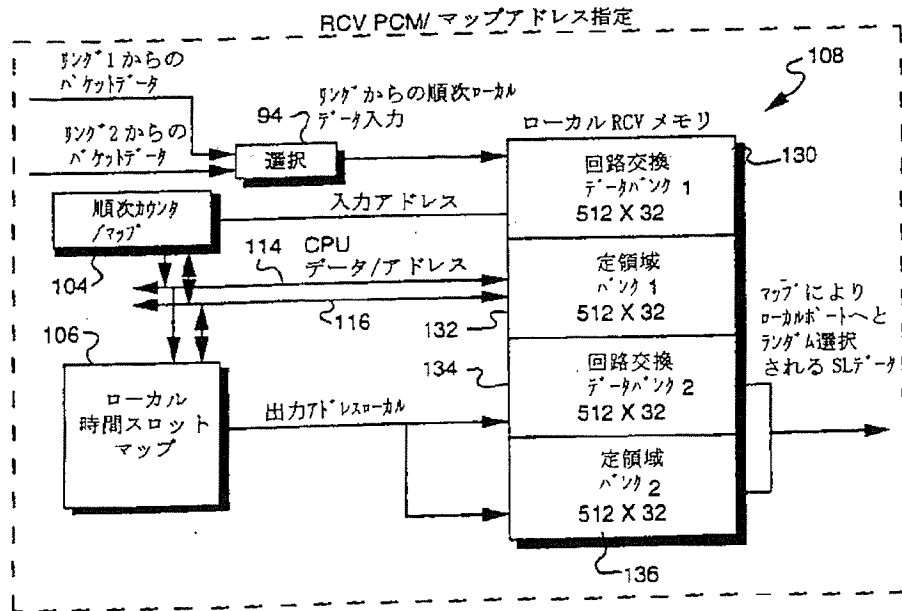 RCV PCM/ マップアドレス指定
リング1からの
パケットデータ
リング2からの
パケットデータ
94
選択
リングからの順次ローカル
データ入力
108
ローカル RCV メモリ
130
回路交換
データバンク 1
512 X 32
順次カウンタ
/マップ
104
入力アドレス
114
CPU
データ/アドレス
116
定領域
バンク 1
512 X 32
132
134
回路交換
データバンク 2
512 X 32
マップにより
ローカルポートへと
ランダム選択
される SLデータ
106
ローカル
時間スロット
マップ
出力アドレスローカル
定領域
バンク 2
512 X 32
136